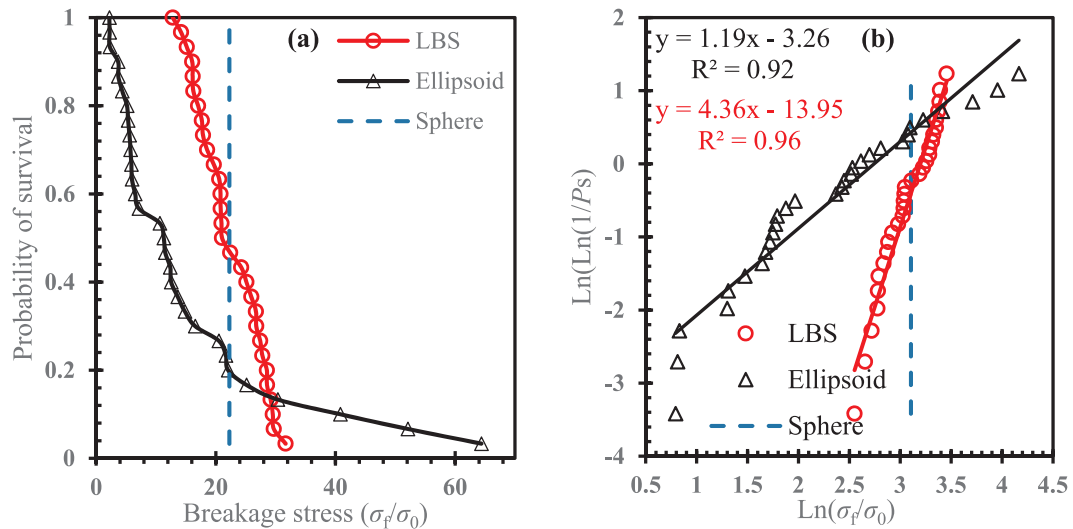 (a)
LBS
Ellipsoid
Sphere
Probability of survival
1
0.8
0.6
0.4
0.2
0
0
20
40
60
Breakage stress (σf/σ0)
(b)
y = 1.19x - 3.26
R² = 0.92
y = 4.36x - 13.95
R² = 0.96
LBS
Ellipsoid
Sphere
Ln(Ln(1/Ps)
2
1
0
-1
-2
-3
-4
0.5
1
1.5
2
2.5
3
3.5
4
4.5
Ln(σf/σ0)